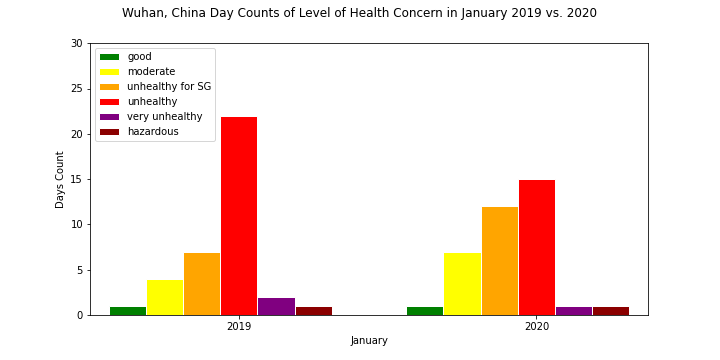 Wuhan, China Day Counts of Level of Health Concern in January 2019 vs. 2020
30
25
20
15
10
5
0
Days Count
good
moderate
unhealthy for SG
unhealthy
very unhealthy
hazardous
2019
2020
January